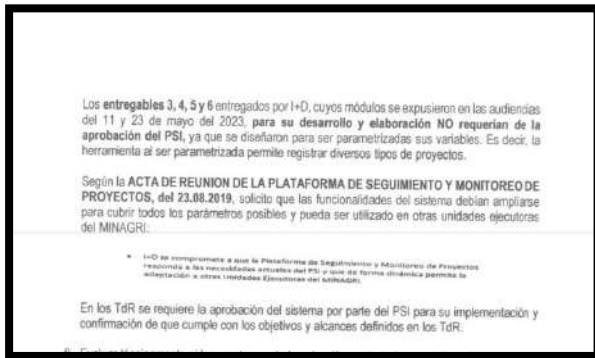 Los entregables 3, 4, 5 y 6 entregados por I+D, cuyos módulos se expusieron en las audiencias
del 11 y 23 de mayo del 2023, para su desarrollo y elaboración NO requerían de la
aprobación del PSI, ya que se diseñaron para ser parametrizadas sus variables. Es decir, la
herramienta al ser parametrizada permite registrar diversos tipos de proyectos.
Según la ACTA DE REUNION DE LA PLATAFORMA DE SEGUIMIENTO Y MONITOREO DE
PROYECTOS, del 23.08.2019, solicito que las funcionalidades del sistema debían ampliarse
para cubrir todos los parámetros posibles y pueda ser utilizado en otras unidades ejecutoras
del MINAGRI:
• I+D se compromete a que la Plataforma de Seguimiento y Monitoreo de Proyectos
responda a las necesidades actuales del PSI y que de forma dinámica permita la
adaptación a otras Unidades Ejecutoras del MINAGRI.
En los TdR se requiere la aprobación del sistema por parte del PSI para su implementación y
confirmación de que cumple con los objetivos y alcances definidos en los TdR.